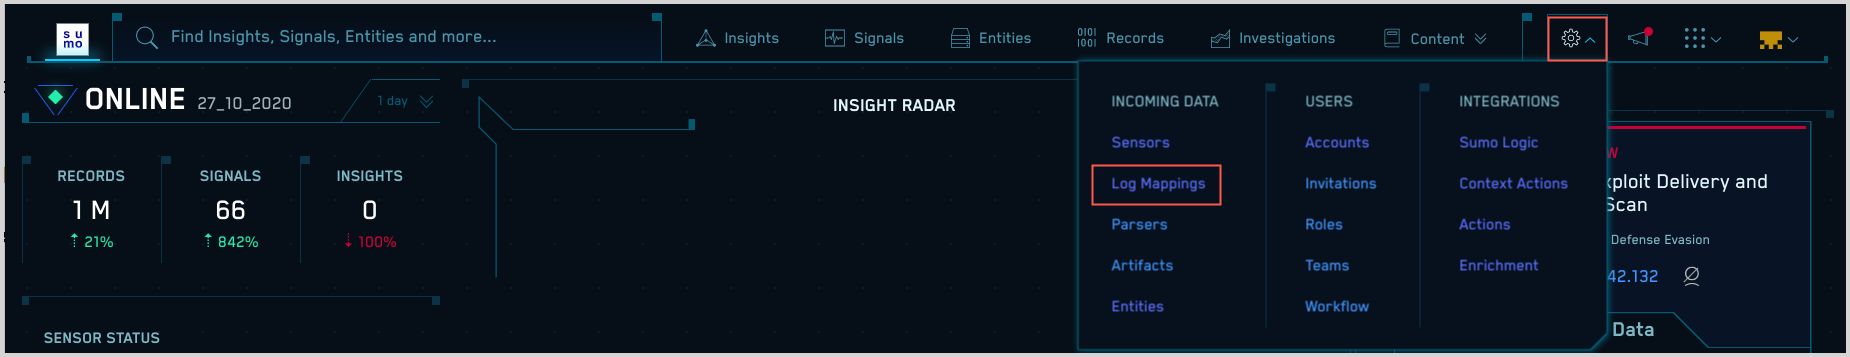 su
mo
Find Insights, Signals, Entities and more...
Insights
Signals
Entities
0101
1001
Records
Investigations
Content
ONLINE 27_10_2020
1 day
RECORDS
1 M
21%
SIGNALS
66
842%
INSIGHTS
0
100%
SENSOR STATUS
INSIGHT RADAR
INCOMING DATA
Sensors
Log Mappings
Parsers
Artifacts
Entities
USERS
Accounts
Invitations
Roles
Teams
Workflow
INTEGRATIONS
Sumo Logic
Context Actions
Actions
Enrichment
W
xploit Delivery and
Scan
Defense Evasion
42.132
Data